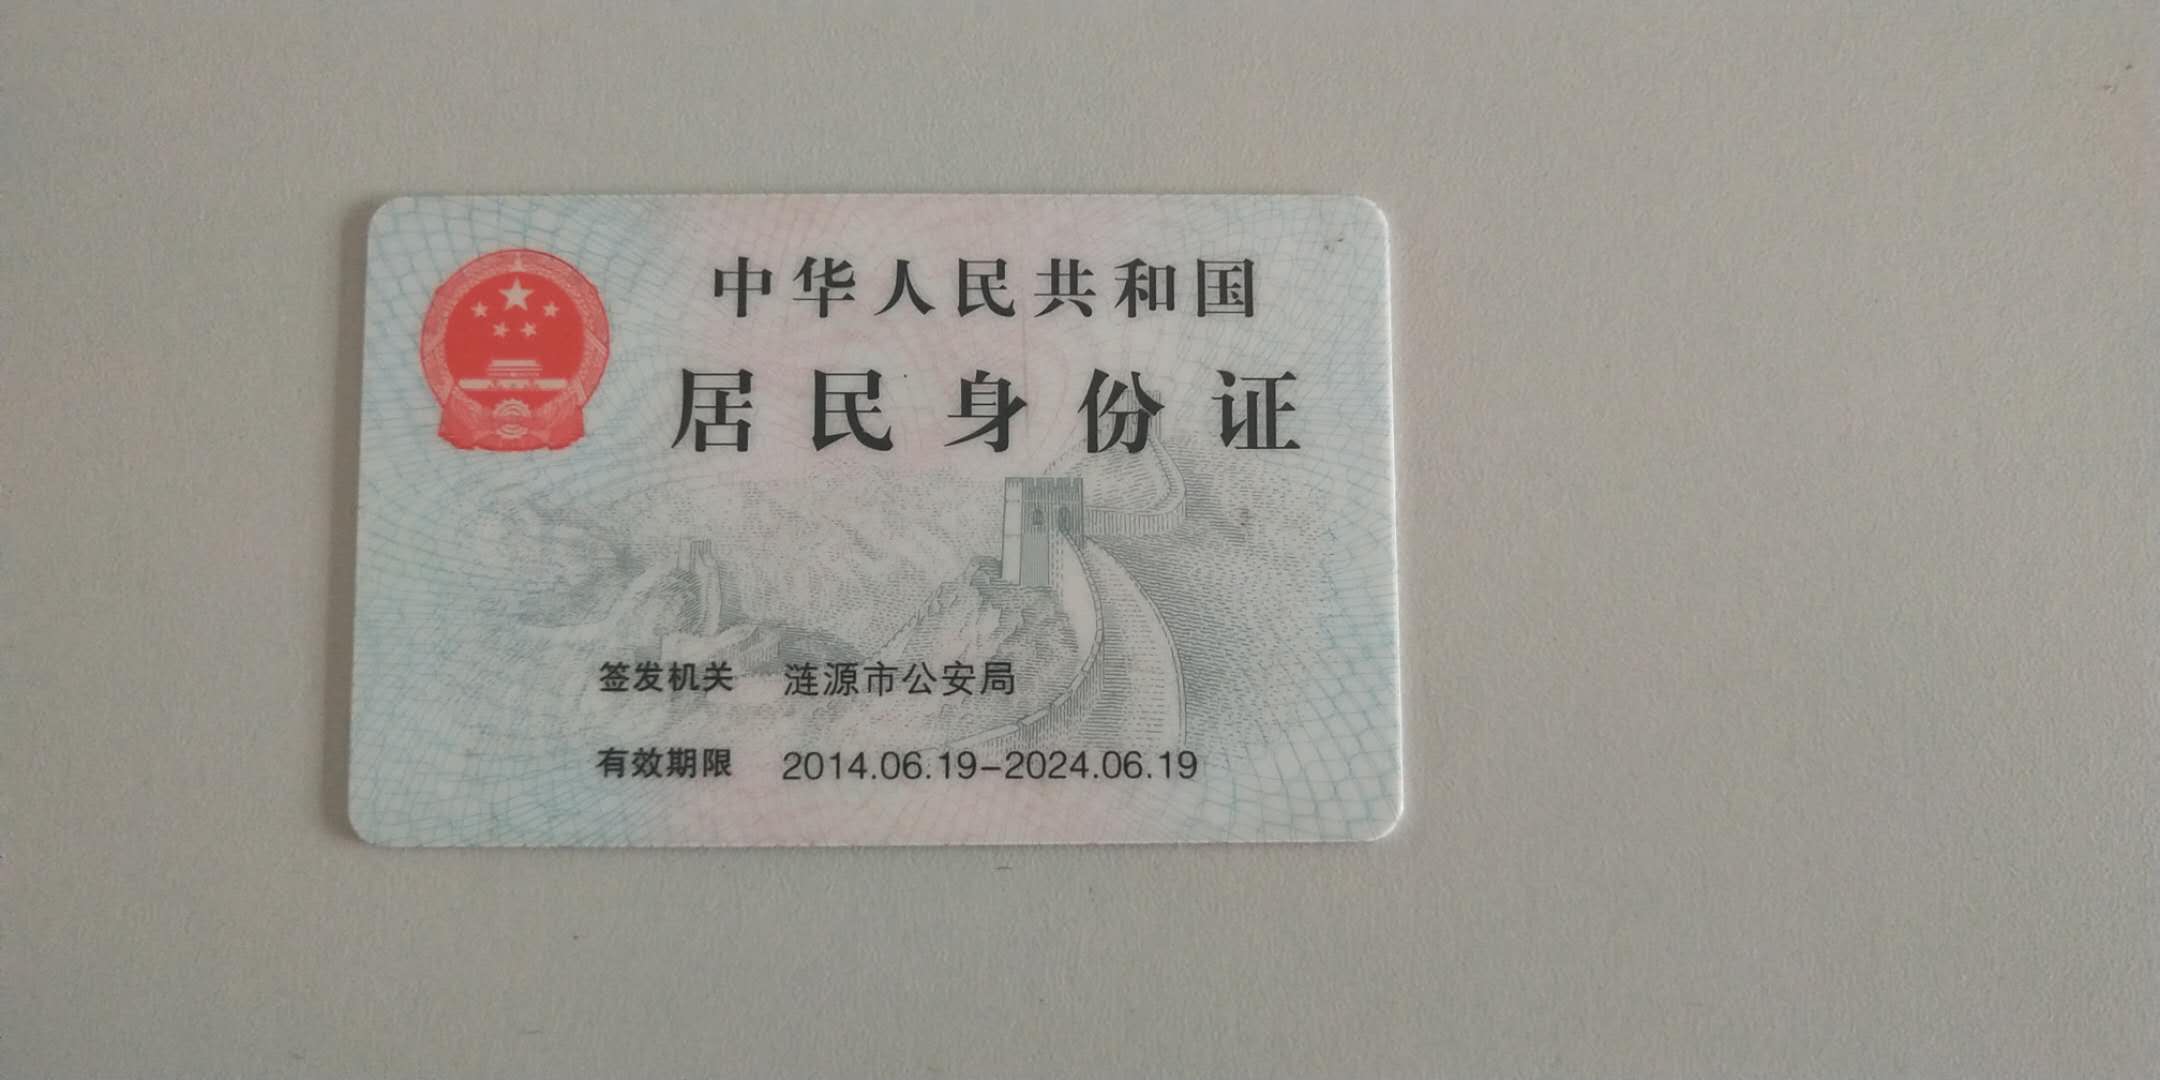 中华人民共和国
居民身份证
签发机关 涟源市公安局
有效期限 2014.06.19-2024.06.19